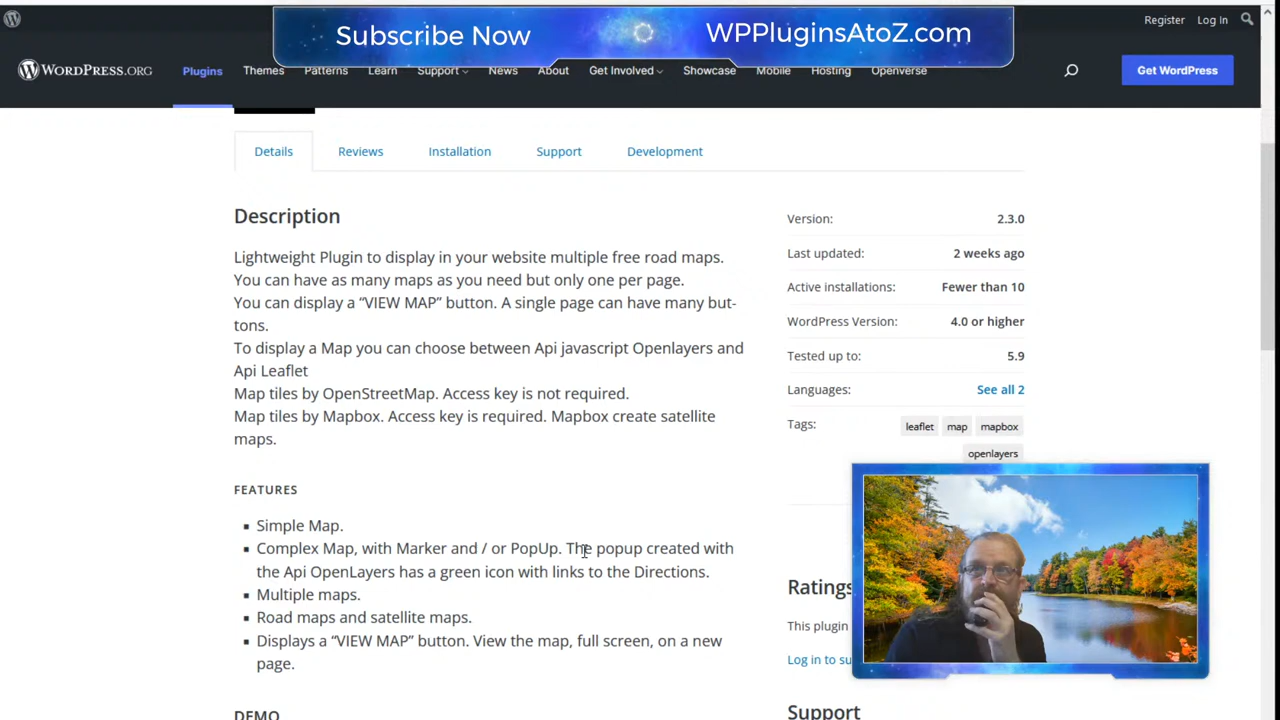 Subscribe Now
WPPluginsAtoZ.com
Register
Log In
WORDPRESS.ORG
Plugins
Themes
Patterns
Learn
Support
News
About
Get Involved
Showcase
Mobile
Hosting
Openverse
Get WordPress
Details
Reviews
Installation
Support
Development
Description
Lightweight Plugin to display in your website multiple free road maps.
You can have as many maps as you need but only one per page.
You can display a “VIEW MAP” button. A single page can have many but-
tons.
To display a Map you can choose between Api javascript Openlayers and
Api Leaflet
Map tiles by OpenStreetMap. Access key is not required.
Map tiles by Mapbox. Access key is required. Mapbox create satellite
maps.
FEATURES
Simple Map.
Complex Map, with Marker and / or PopUp. The popup created with
the Api OpenLayers has a green icon with links to the Directions.
Multiple maps.
Road maps and satellite maps.
Displays a “VIEW MAP” button. View the map, full screen, on a new
page.
DEMO
Version: 2.3.0
Last updated: 2 weeks ago
Active installations: Fewer than 10
WordPress Version: 4.0 or higher
Tested up to: 5.9
Languages: See all 2
Tags: leaflet map mapbox
openlayers
Ratings
This plugin
Log in to su
Support